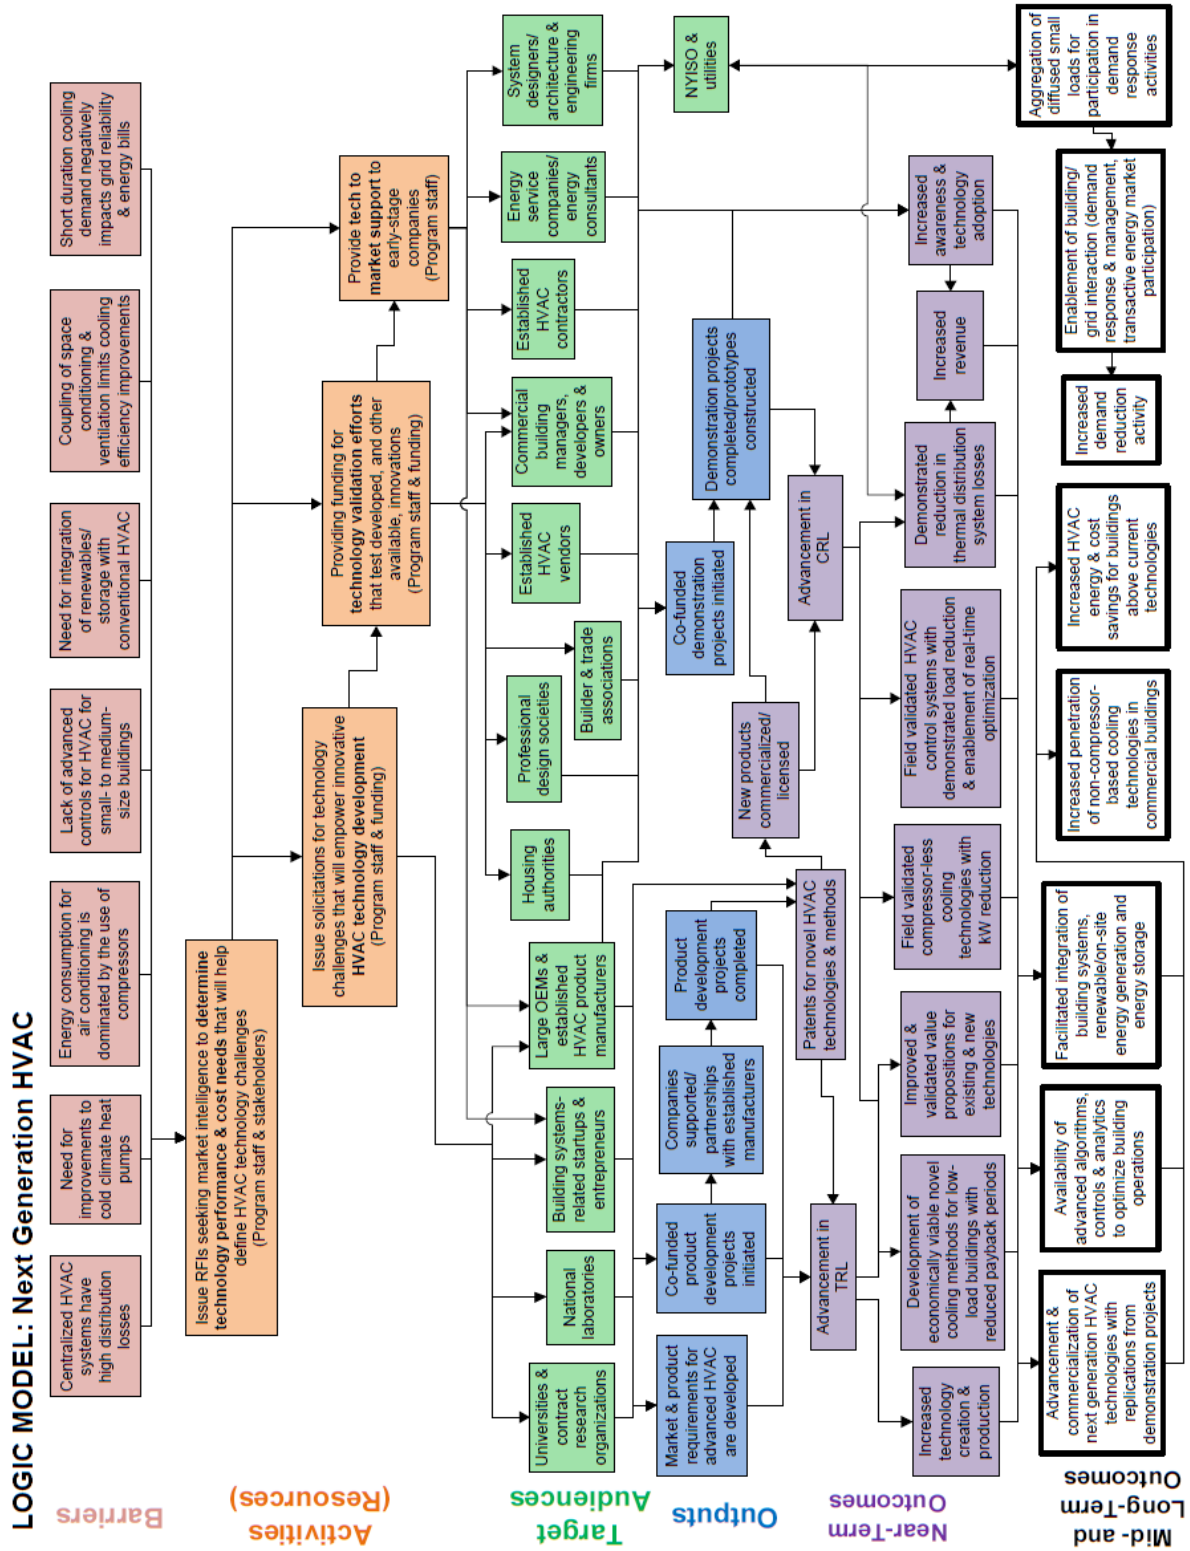 LOGIC MODEL: Next Generation HVAC
Barriers
Centralized HVAC
systems have
high distribution
losses
Need for
improvements to
cold climate heat
pumps
Energy consumption for
air conditioning is
dominated by the use of
compressors
Lack of advanced
controls for HVAC for
small- to medium-
size buildings
Need for integration
of renewables/
storage with
conventional HVAC
Coupling of space
conditioning &
ventilation limits cooling
efficiency improvements
Short duration cooling
demand negatively
impacts grid reliability
& energy bills
Activities
(Resources)
Issue RFIs seeking market intelligence to determine
technology performance & cost needs that will help
define HVAC technology challenges
(Program staff & stakeholders)
Issue solicitations for technology
challenges that will empower innovative
HVAC technology development
(Program staff & funding)
Providing funding for
technology validation efforts
that test developed, and other
available, innovations
(Program staff & funding)
Provide tech to
market support to
early-stage
companies
(Program staff)
Target
Audiences
Universities &
contract
research
organizations
National
laboratories
Building systems-
related startups &
entrepreneurs
Large OEMs &
established
HVAC product
manufacturers
Housing
authorities
Professional
design societies
Builder & trade
associations
Established
HVAC
vendors
Commercial
building
managers,
developers &
owners
Established
HVAC
contractors
Energy
service
companies/
energy
consultants
System
designers/
architecture &
engineering
firms
NYISO &
utilities
Outputs
Market & product
requirements for
advanced HVAC
are developed
Co-funded
product
development
projects
initiated
Companies
supported/
partnerships
with established
manufacturers
Product
development
projects
completed
Co-funded
demonstration
projects initiated
Demonstration projects
completed/prototypes
constructed
Near-Term
Outcomes
Advancement in
TRL
Patents for novel HVAC
technologies & methods
New products
commercialized/
licensed
Advancement in
CRL
Increased
technology
creation &
production
Development of
economically viable novel
cooling methods for low-
load buildings with
reduced payback periods
Improved &
validated value
propositions for
existing & new
technologies
Field validated
compressor-less
cooling
technologies with
kW reduction
Field validated HVAC
control systems with
demonstrated load reduction
& enablement of real-time
optimization
Demonstrated
reduction in
thermal distribution
system losses
Increased
revenue
Increased
awareness &
technology
adoption
Mid- and
Long-Term
Outcomes
Advancement &
commercialization of
next generation HVAC
technologies with
replications from
demonstration projects
Availability of
advanced algorithms,
controls & analytics
to optimize building
operations
Facilitated integration of
building systems,
renewable/on-site
energy generation and
energy storage
Increased penetration
of non-compressor-
based cooling
technologies in
commercial buildings
Increased HVAC
energy & cost
savings for buildings
above current
technologies
Increased
demand
reduction
activity
Enablement of building/
grid interaction (demand
response & management,
transactive energy market
participation)
Aggregation of
diffused small
loads for
participation in
demand
response
activities